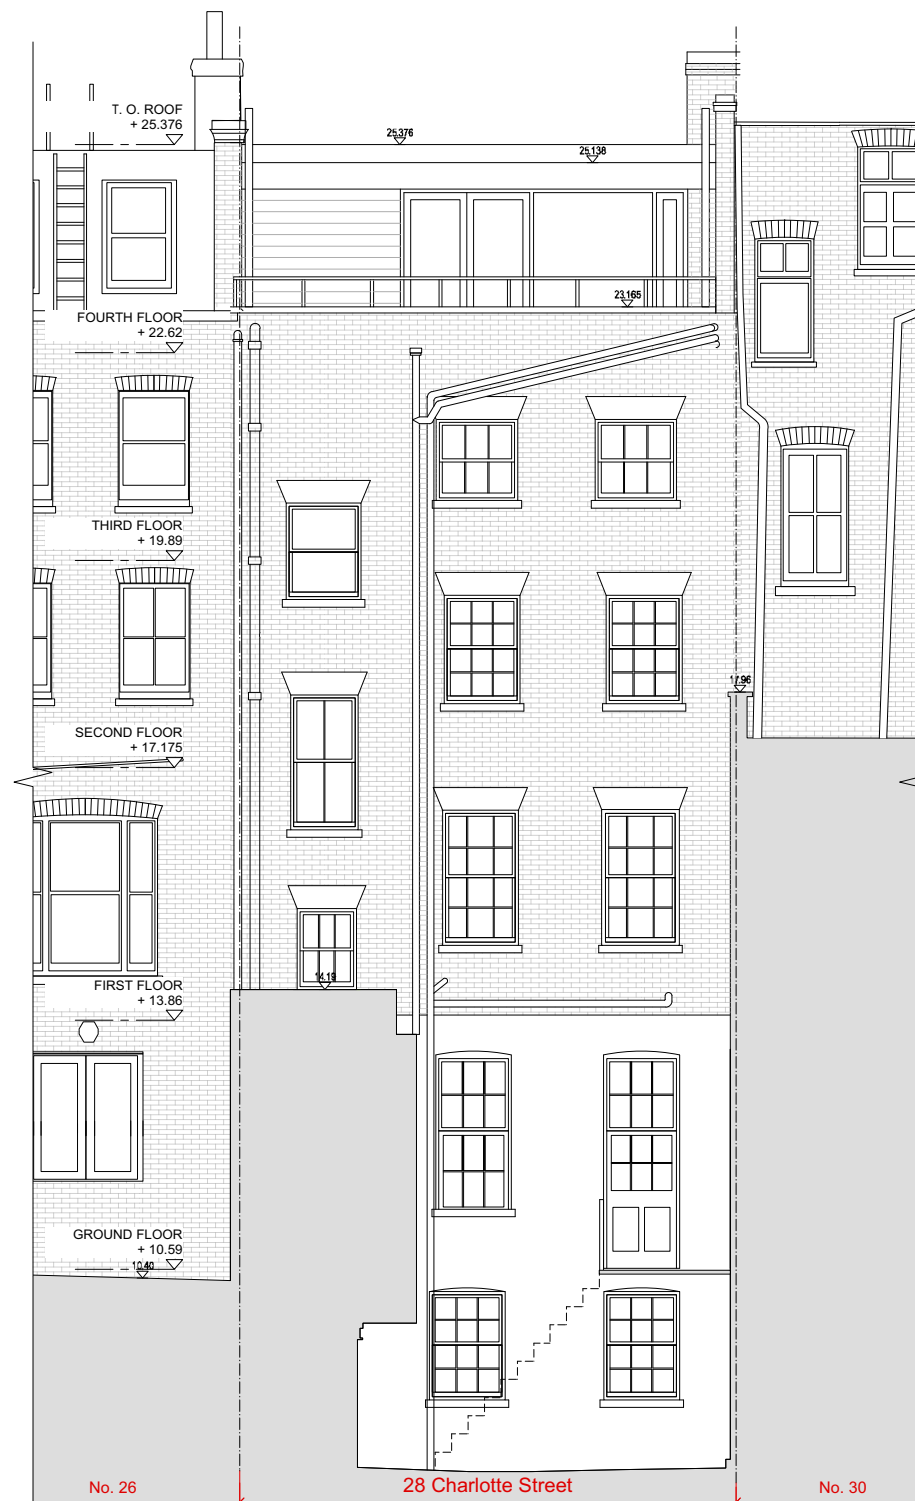 T. O. ROOF
+ 25.376
25.376
25.138
23.165
FOURTH FLOOR
+ 22.62
THIRD FLOOR
+ 19.89
17.96
SECOND FLOOR
+ 17.175
14.19
FIRST FLOOR
+ 13.86
GROUND FLOOR
+ 10.59
10.40
No. 26
28 Charlotte Street
No. 30